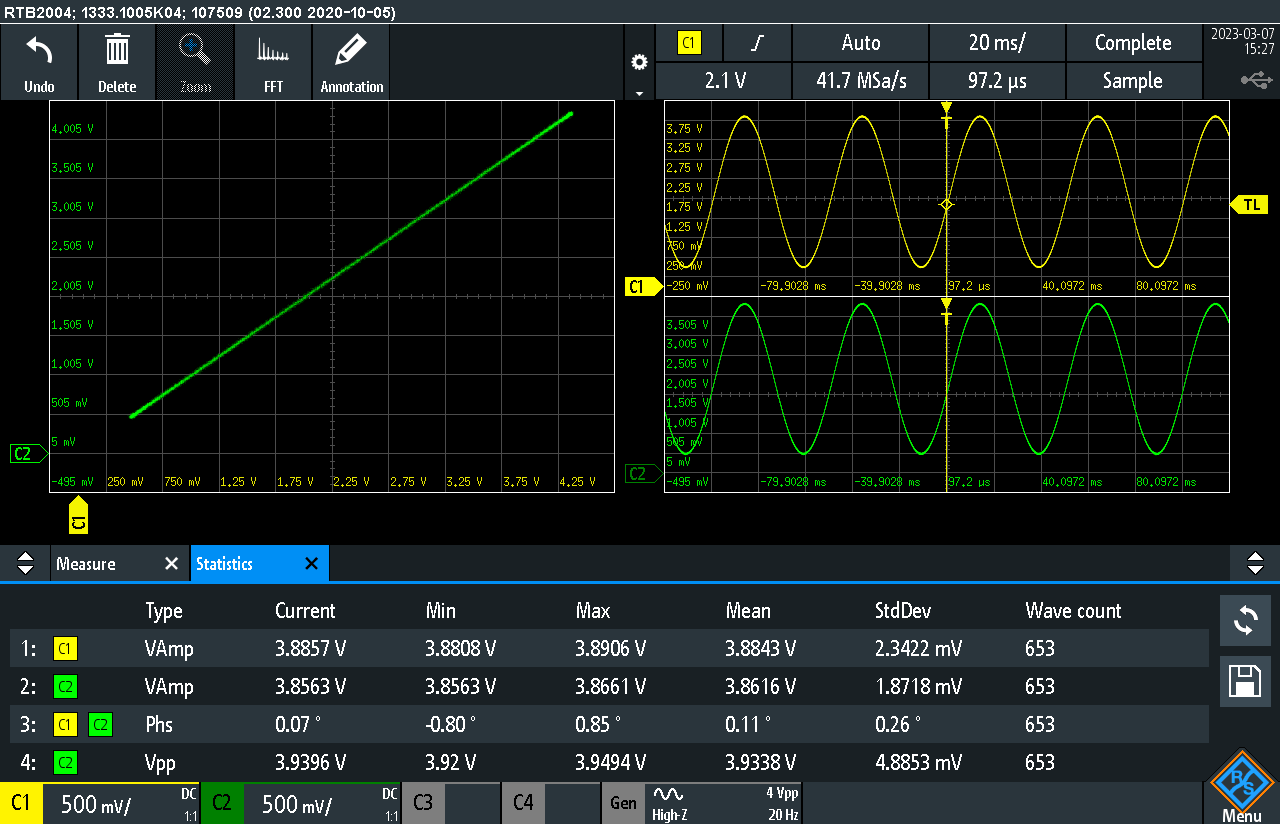 RTB2004; 1333.1005K04; 107509 (02.300 2020-10-05)
Undo Delete Zoom FFT Annotation
C1 Auto 20 ms/ Complete
2.1 V 41.7 MSa/s 97.2 µs Sample
2023-03-07
15:27
4.005 V
3.505 V
3.005 V
2.505 V
2.005 V
1.505 V
1.005 V
505 mV
5 mV
-495 mV 250 mV 750 mV 1.25 V 1.75 V 2.25 V 2.75 V 3.25 V 3.75 V 4.25 V
C2
C1
3.75 V
3.25 V
2.75 V
2.25 V
1.75 V
1.25 V
750 mV
250 mV
-250 mV -79.9028 ms -39.9028 ms 97.2 µs 40.0972 ms 80.0972 ms
C1
T
TL
3.505 V
3.005 V
2.505 V
2.005 V
1.505 V
1.005 V
505 mV
5 mV
-495 mV -79.9028 ms -39.9028 ms 97.2 µs 40.0972 ms 80.0972 ms
C2
T
Measure Statistics
Type Current Min Max Mean StdDev Wave count
1: C1 VAmp 3.8857 V 3.8808 V 3.8906 V 3.8843 V 2.3422 mV 653
2: C2 VAmp 3.8563 V 3.8563 V 3.8661 V 3.8616 V 1.8718 mV 653
3: C1 C2 Phs 0.07 ° -0.80 ° 0.85 ° 0.11 ° 0.26 ° 653
4: C2 Vpp 3.9396 V 3.92 V 3.9494 V 3.9338 V 4.8853 mV 653
C1 500 mV/ DC 1:1 C2 500 mV/ DC 1:1 C3 C4 Gen High-Z 4 Vpp 20 Hz
R&S
Menu